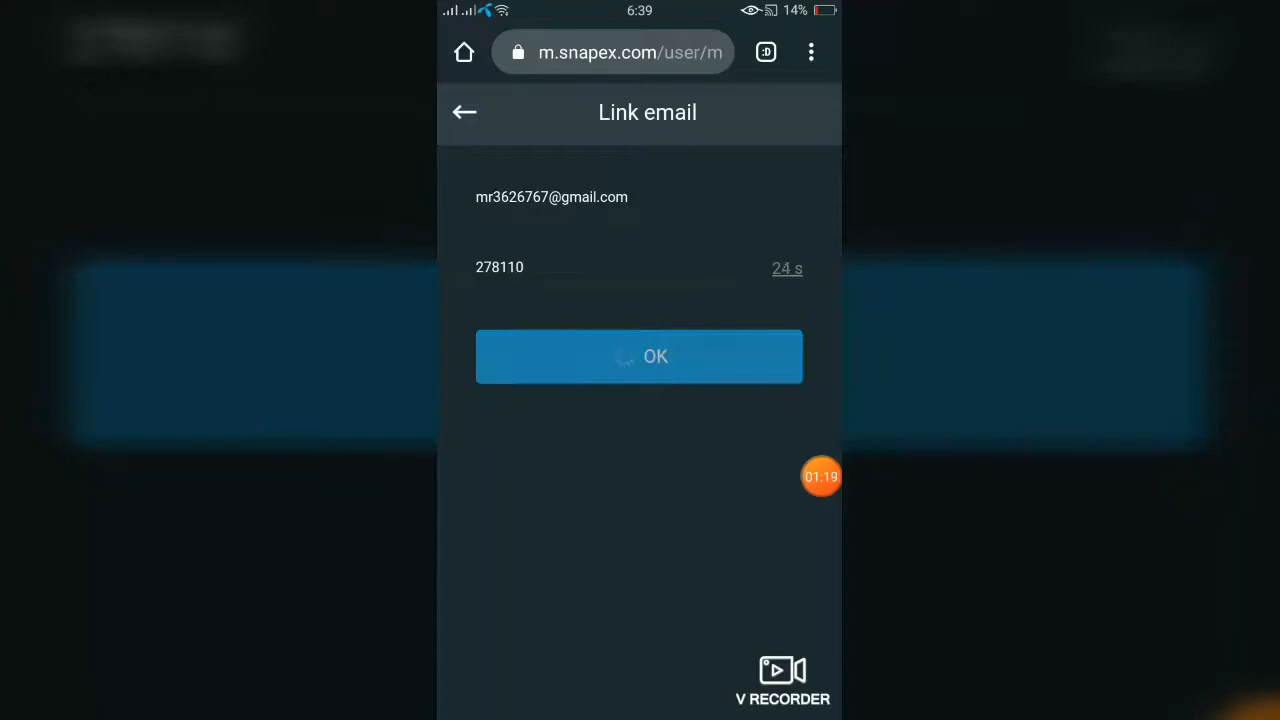 6:39
14%
m.snapex.com/user/m
:D
Link email
mr3626767@gmail.com
278110
24 s
OK
01:19
V RECORDER